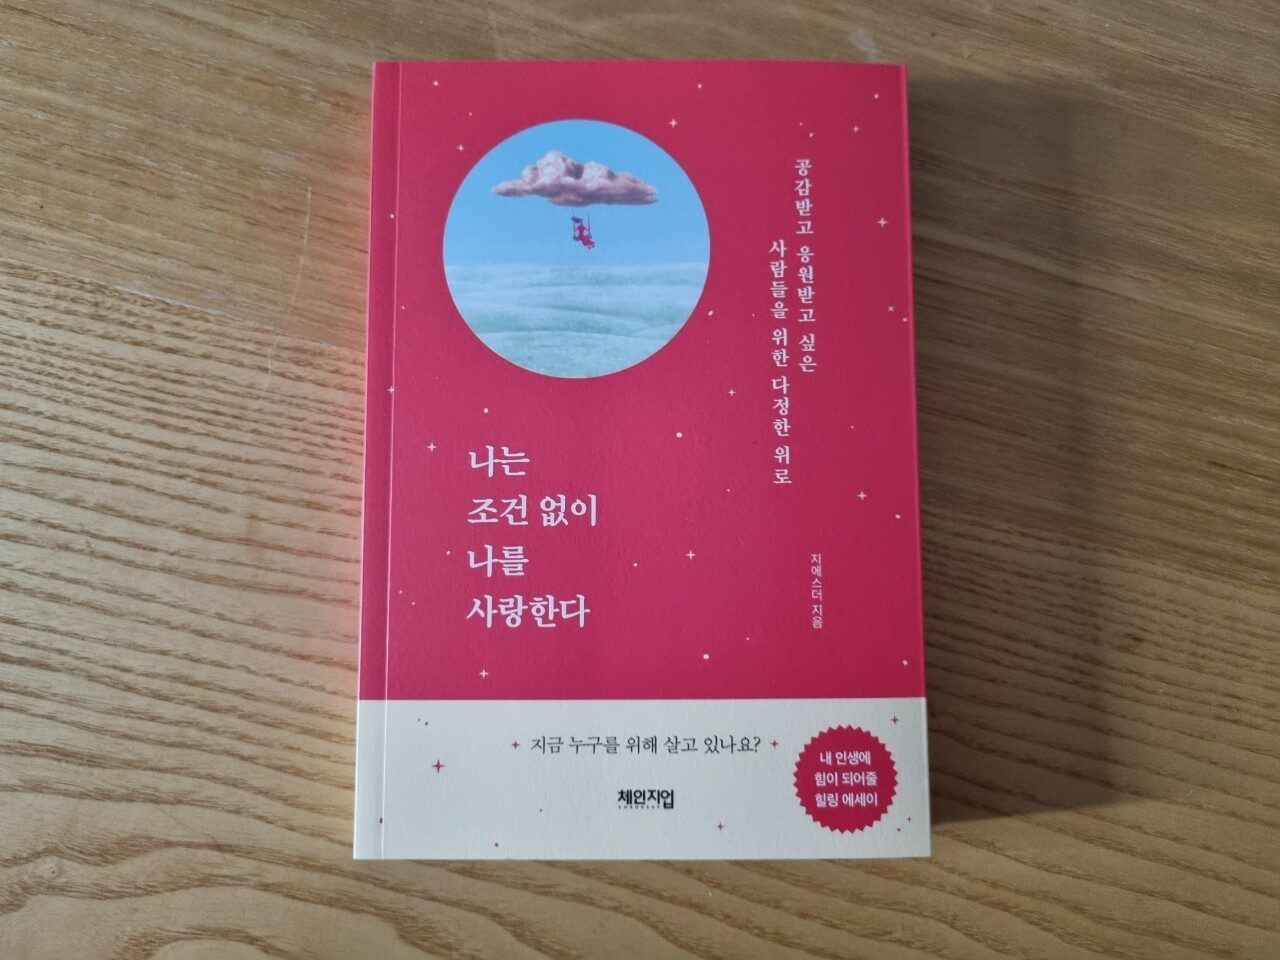 공감받고 응원받고 싶은
사람들을 위한 다정한 위로
나는
조건 없이
나를
사랑한다
지에스더 지음
지금 누구를 위해 살고 있나요?
체인지업
CHANGEUP
내 인생에
힘이 되어줄
힐링 에세이